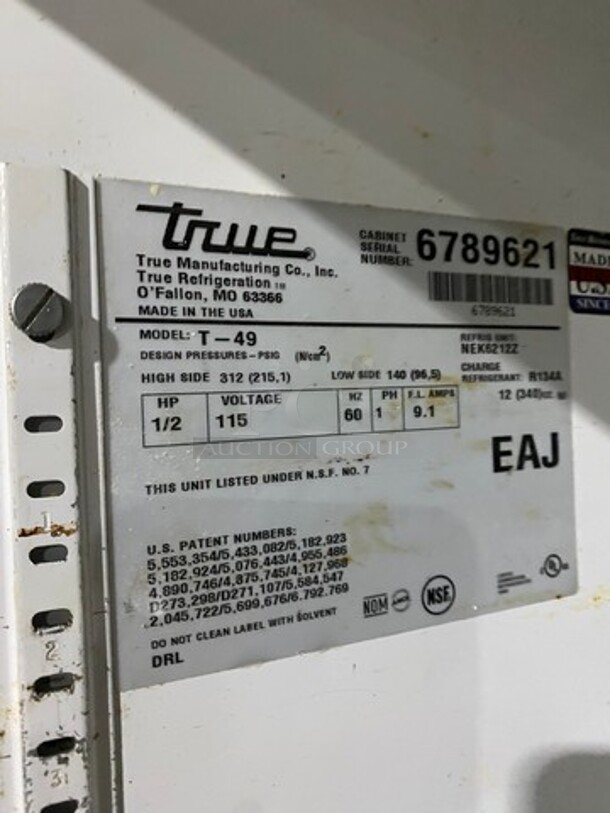 true®
True Manufacturing Co., Inc.
True Refrigeration ™
O'Fallon, MO 63366
MADE IN THE USA
CABINET SERIAL NUMBER: 6789621
6789621
MADE
U.S.
SINCE
MODEL: T-49
DESIGN PRESSURES-PSIG (N/cm²)
REFRIG UNIT:
NEK6212Z
HIGH SIDE 312 (215,1) LOW SIDE 140 (96,5)
CHARGE
REFRIGERANT: R134A
12 (340)
HP VOLTAGE HZ PH F.L. AMPS
1/2 115 60 1 9.1
AUCTION GROUP
EAJ
THIS UNIT LISTED UNDER N.S.F. NO. 7
U.S. PATENT NUMBERS:
5,553,354/5,433,082/5,182,923
5,182,924/5,076,443/4,955,486
4,890,746/4,875,745/4,127,968
D273,298/D271,107/5,584,547
2,045,722/5,699,676/6.792.769
DO NOT CLEAN LABEL WITH SOLVENT
DRL
NOM
NSF
UL
1
2
3